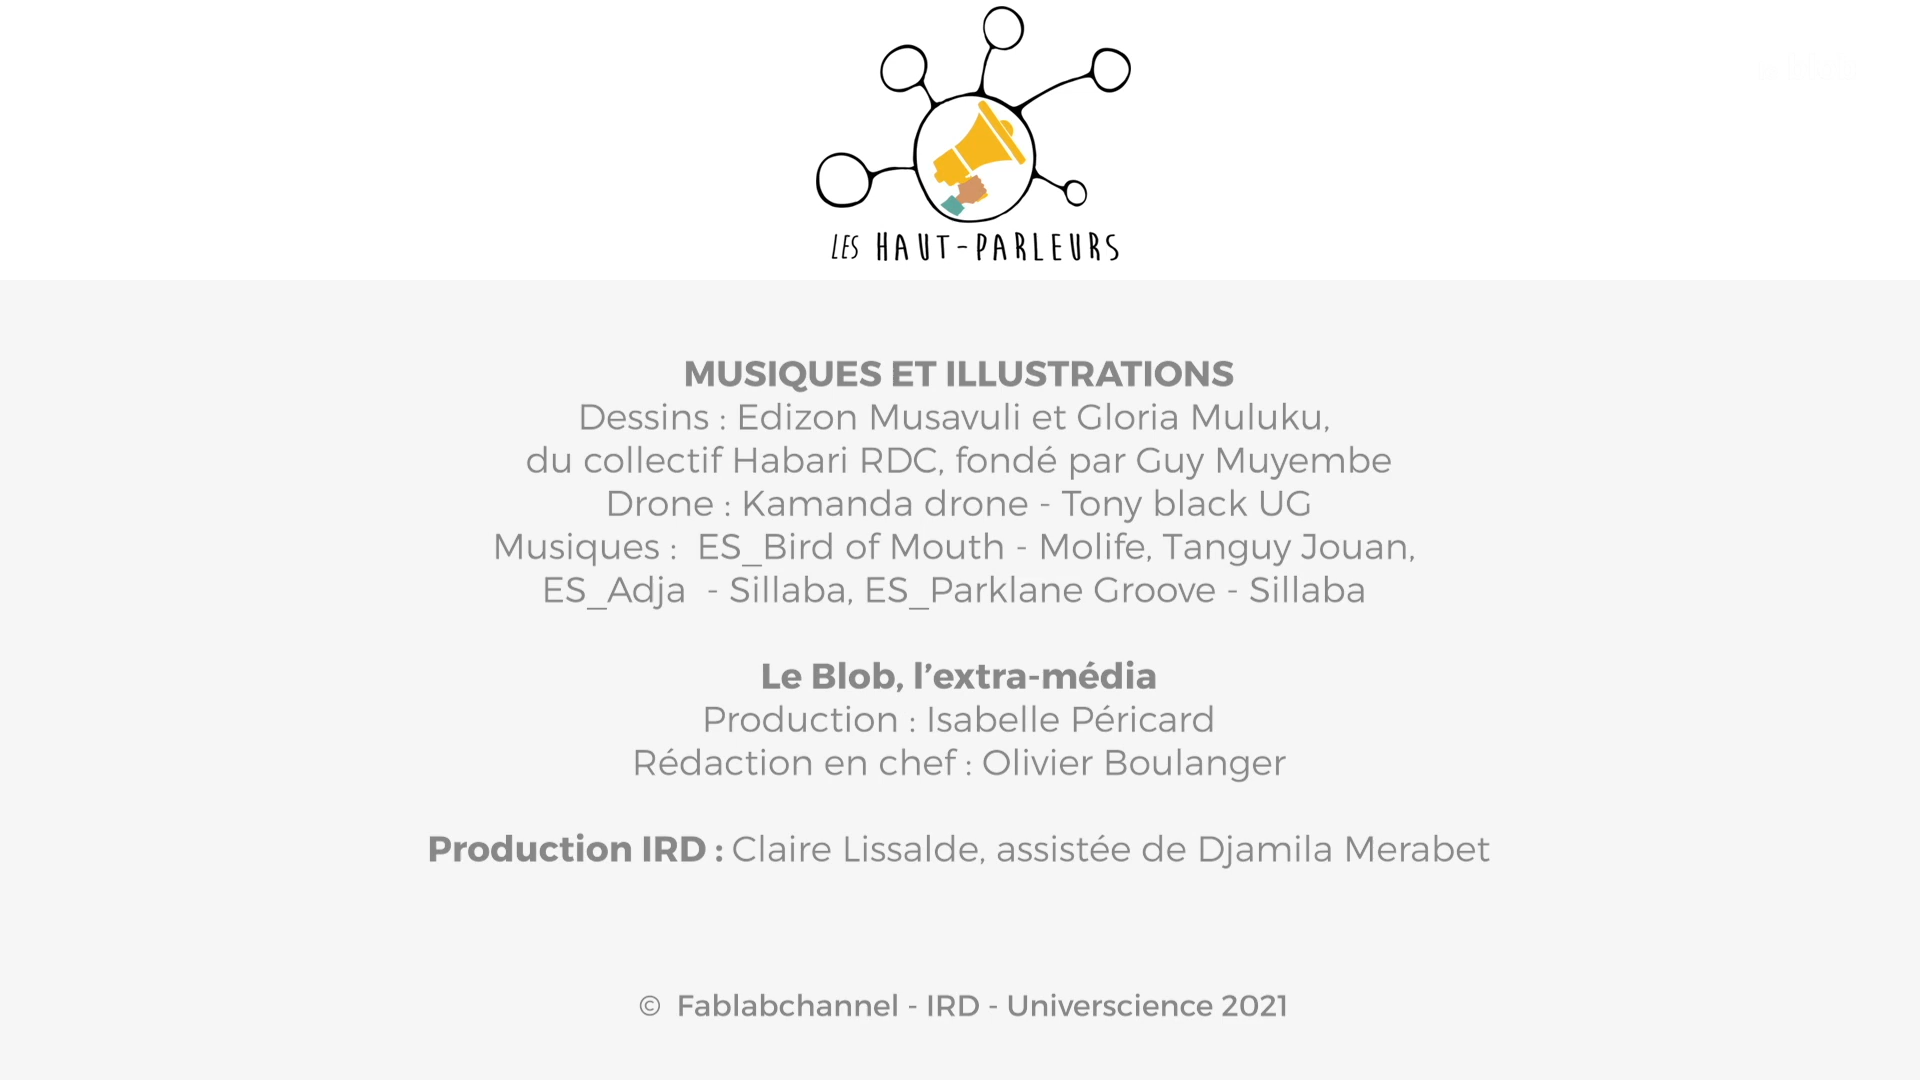 LES HAUT-PARLEURS
MUSIQUES ET ILLUSTRATIONS
Dessins : Edizon Musavuli et Gloria Muluku,
du collectif Habari RDC, fondé par Guy Muyembe
Drone : Kamanda drone - Tony black UG
Musiques :  ES_Bird of Mouth - Molife, Tanguy Jouan,
ES_Adja  - Sillaba, ES_Parklane Groove - Sillaba
Le Blob, l’extra-média
Production : Isabelle Péricard
Rédaction en chef : Olivier Boulanger
Production IRD : Claire Lissalde, assistée de Djamila Merabet
©  Fablabchannel - IRD - Universcience 2021